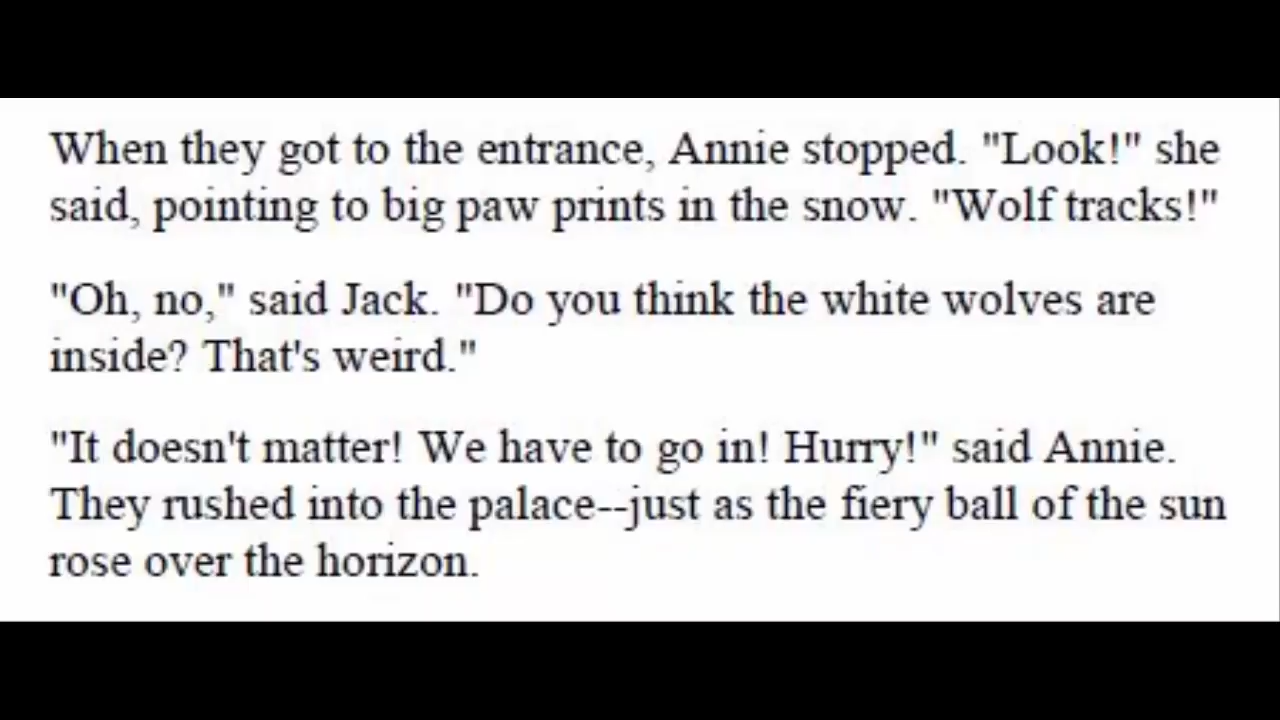 When they got to the entrance, Annie stopped. "Look!" she
said, pointing to big paw prints in the snow. "Wolf tracks!"
"Oh, no," said Jack. "Do you think the white wolves are
inside? That's weird."
"It doesn't matter! We have to go in! Hurry!" said Annie.
They rushed into the palace--just as the fiery ball of the sun
rose over the horizon.